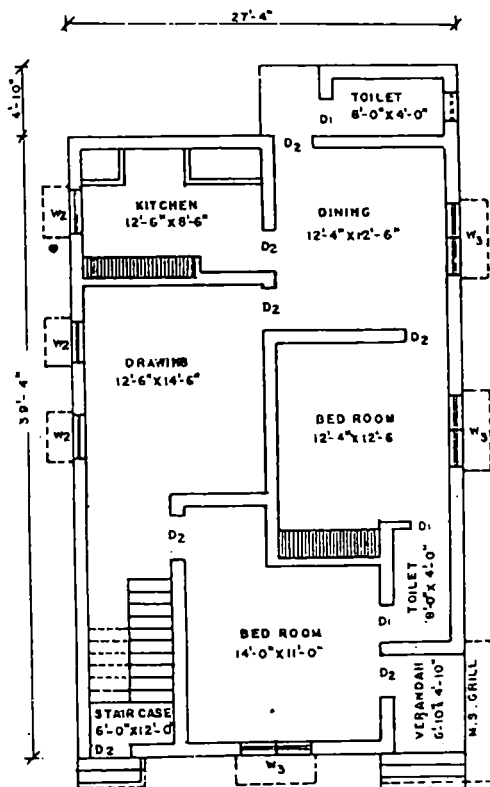 27'-4"
4'-10"
TOILET
8'-0"X4'-0"
D1
D2
KITCHEN
12'-6"X8'-6"
W2
DINING
12'-4"X12'-6"
W3
D2
D2
39'-4"
W2
DRAWING
12'-6"X14'-6"
D2
W2
BED ROOM
12'-4"X12'-6
W3
D2
D1
TOILET
8'-0"X4'-0"
D1
BED ROOM
14'-0"X11'-0"
D2
VERANDAH
6'-10"X4'-10"
M.S. GRILL
STAIRCASE
6'-0"X12'-0"
D2
W3